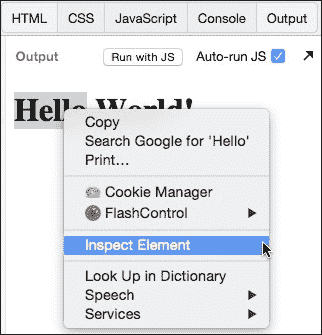 HTML CSS JavaScript Console Output
Output Run with JS Auto-run JS
Hello World!
Copy
Search Google for 'Hello'
Print...
Cookie Manager
FlashControl
Inspect Element
Look Up in Dictionary
Speech
Services